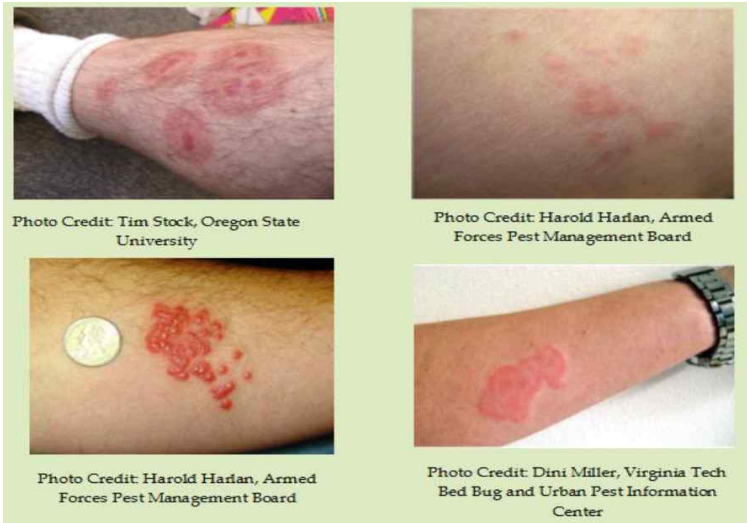 Photo Credit: Tim Stock, Oregon State
University
Photo Credit: Harold Harlan, Armed
Forces Pest Management Board
Photo Credit: Harold Harlan, Armed
Forces Pest Management Board
Photo Credit: Dini Miller, Virginia Tech
Bed Bug and Urban Pest Information
Center